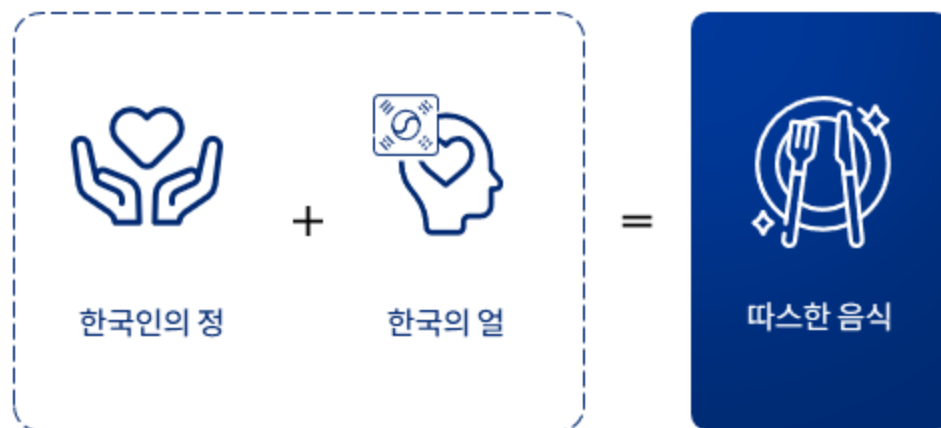 한국인의 정
+
한국의 얼
=
따스한 음식